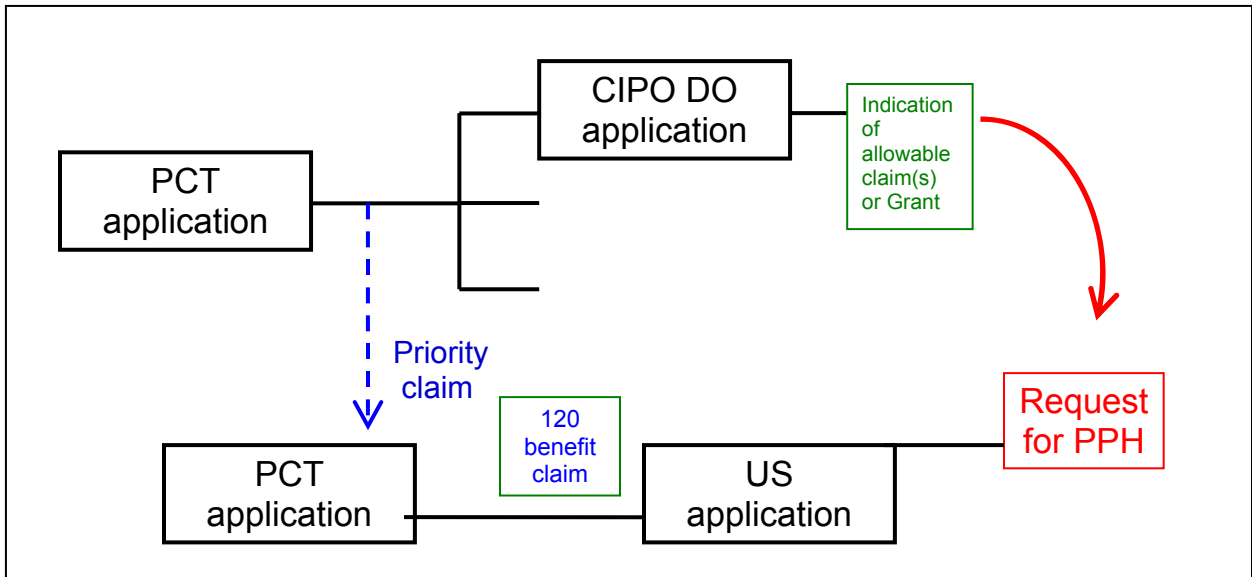 CIPO DO
application
Indication
of
allowable
claim(s)
or Grant
PCT
application
Priority
claim
120
benefit
claim
Request
for PPH
PCT
application
US
application